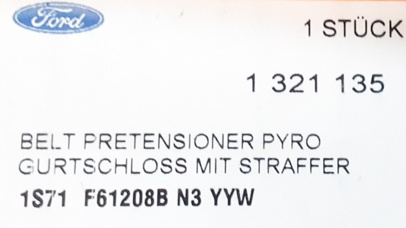 Ford
1 STÜCK
1 321 135
BELT PRETENSIONER PYRO
GURTSCHLOSS MIT STRAFFER
1S71 F61208B N3 YYW